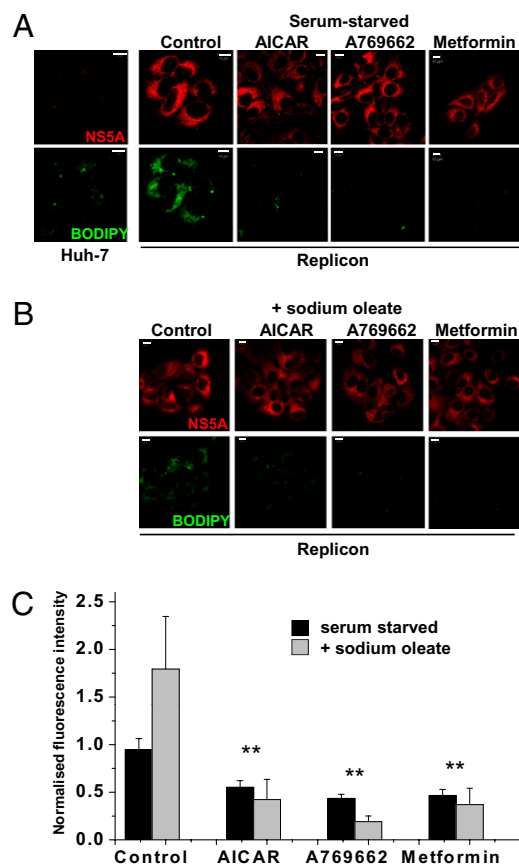 A
Serum-starved
Control AICAR A769662 Metformin
NS5A
BODIPY
Huh-7
Replicon
B
+ sodium oleate
Control AICAR A769662 Metformin
NS5A
BODIPY
Replicon
C
Normalised fluorescence intensity
2.5
2.0
1.5
1.0
0.5
0.0
serum starved
+ sodium oleate
** ** **
Control AICAR A769662 Metformin